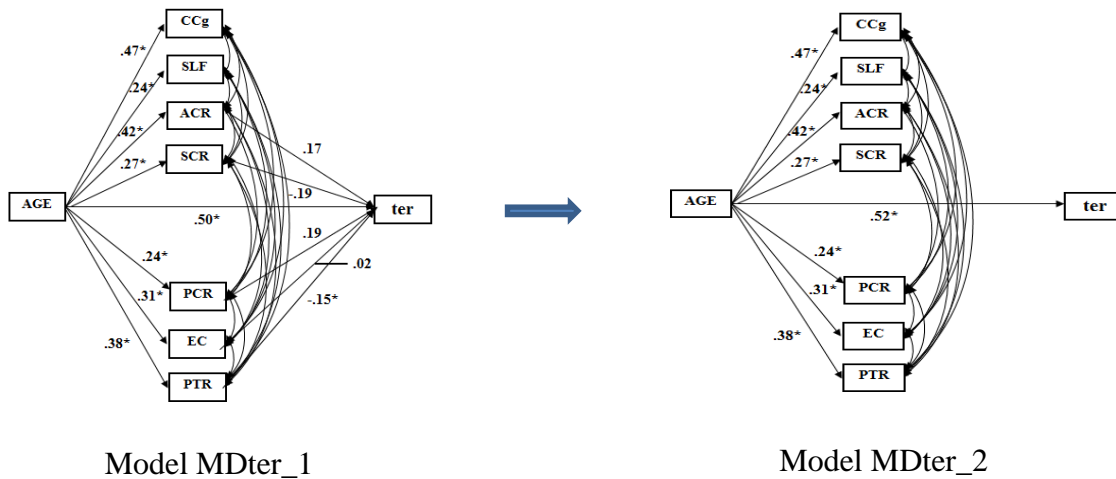 CCg
.47*
SLF
.24*
ACR
.42*
SCR
.27*
.17
-.19
AGE
.50*
ter
.24*
.19
.31*
PCR
.02
-.15*
.38*
EC
PTR
Model MDter_1
CCg
.47*
SLF
.24*
ACR
.42*
SCR
.27*
AGE
.52*
ter
.24*
.31*
PCR
.38*
EC
PTR
Model MDter_2